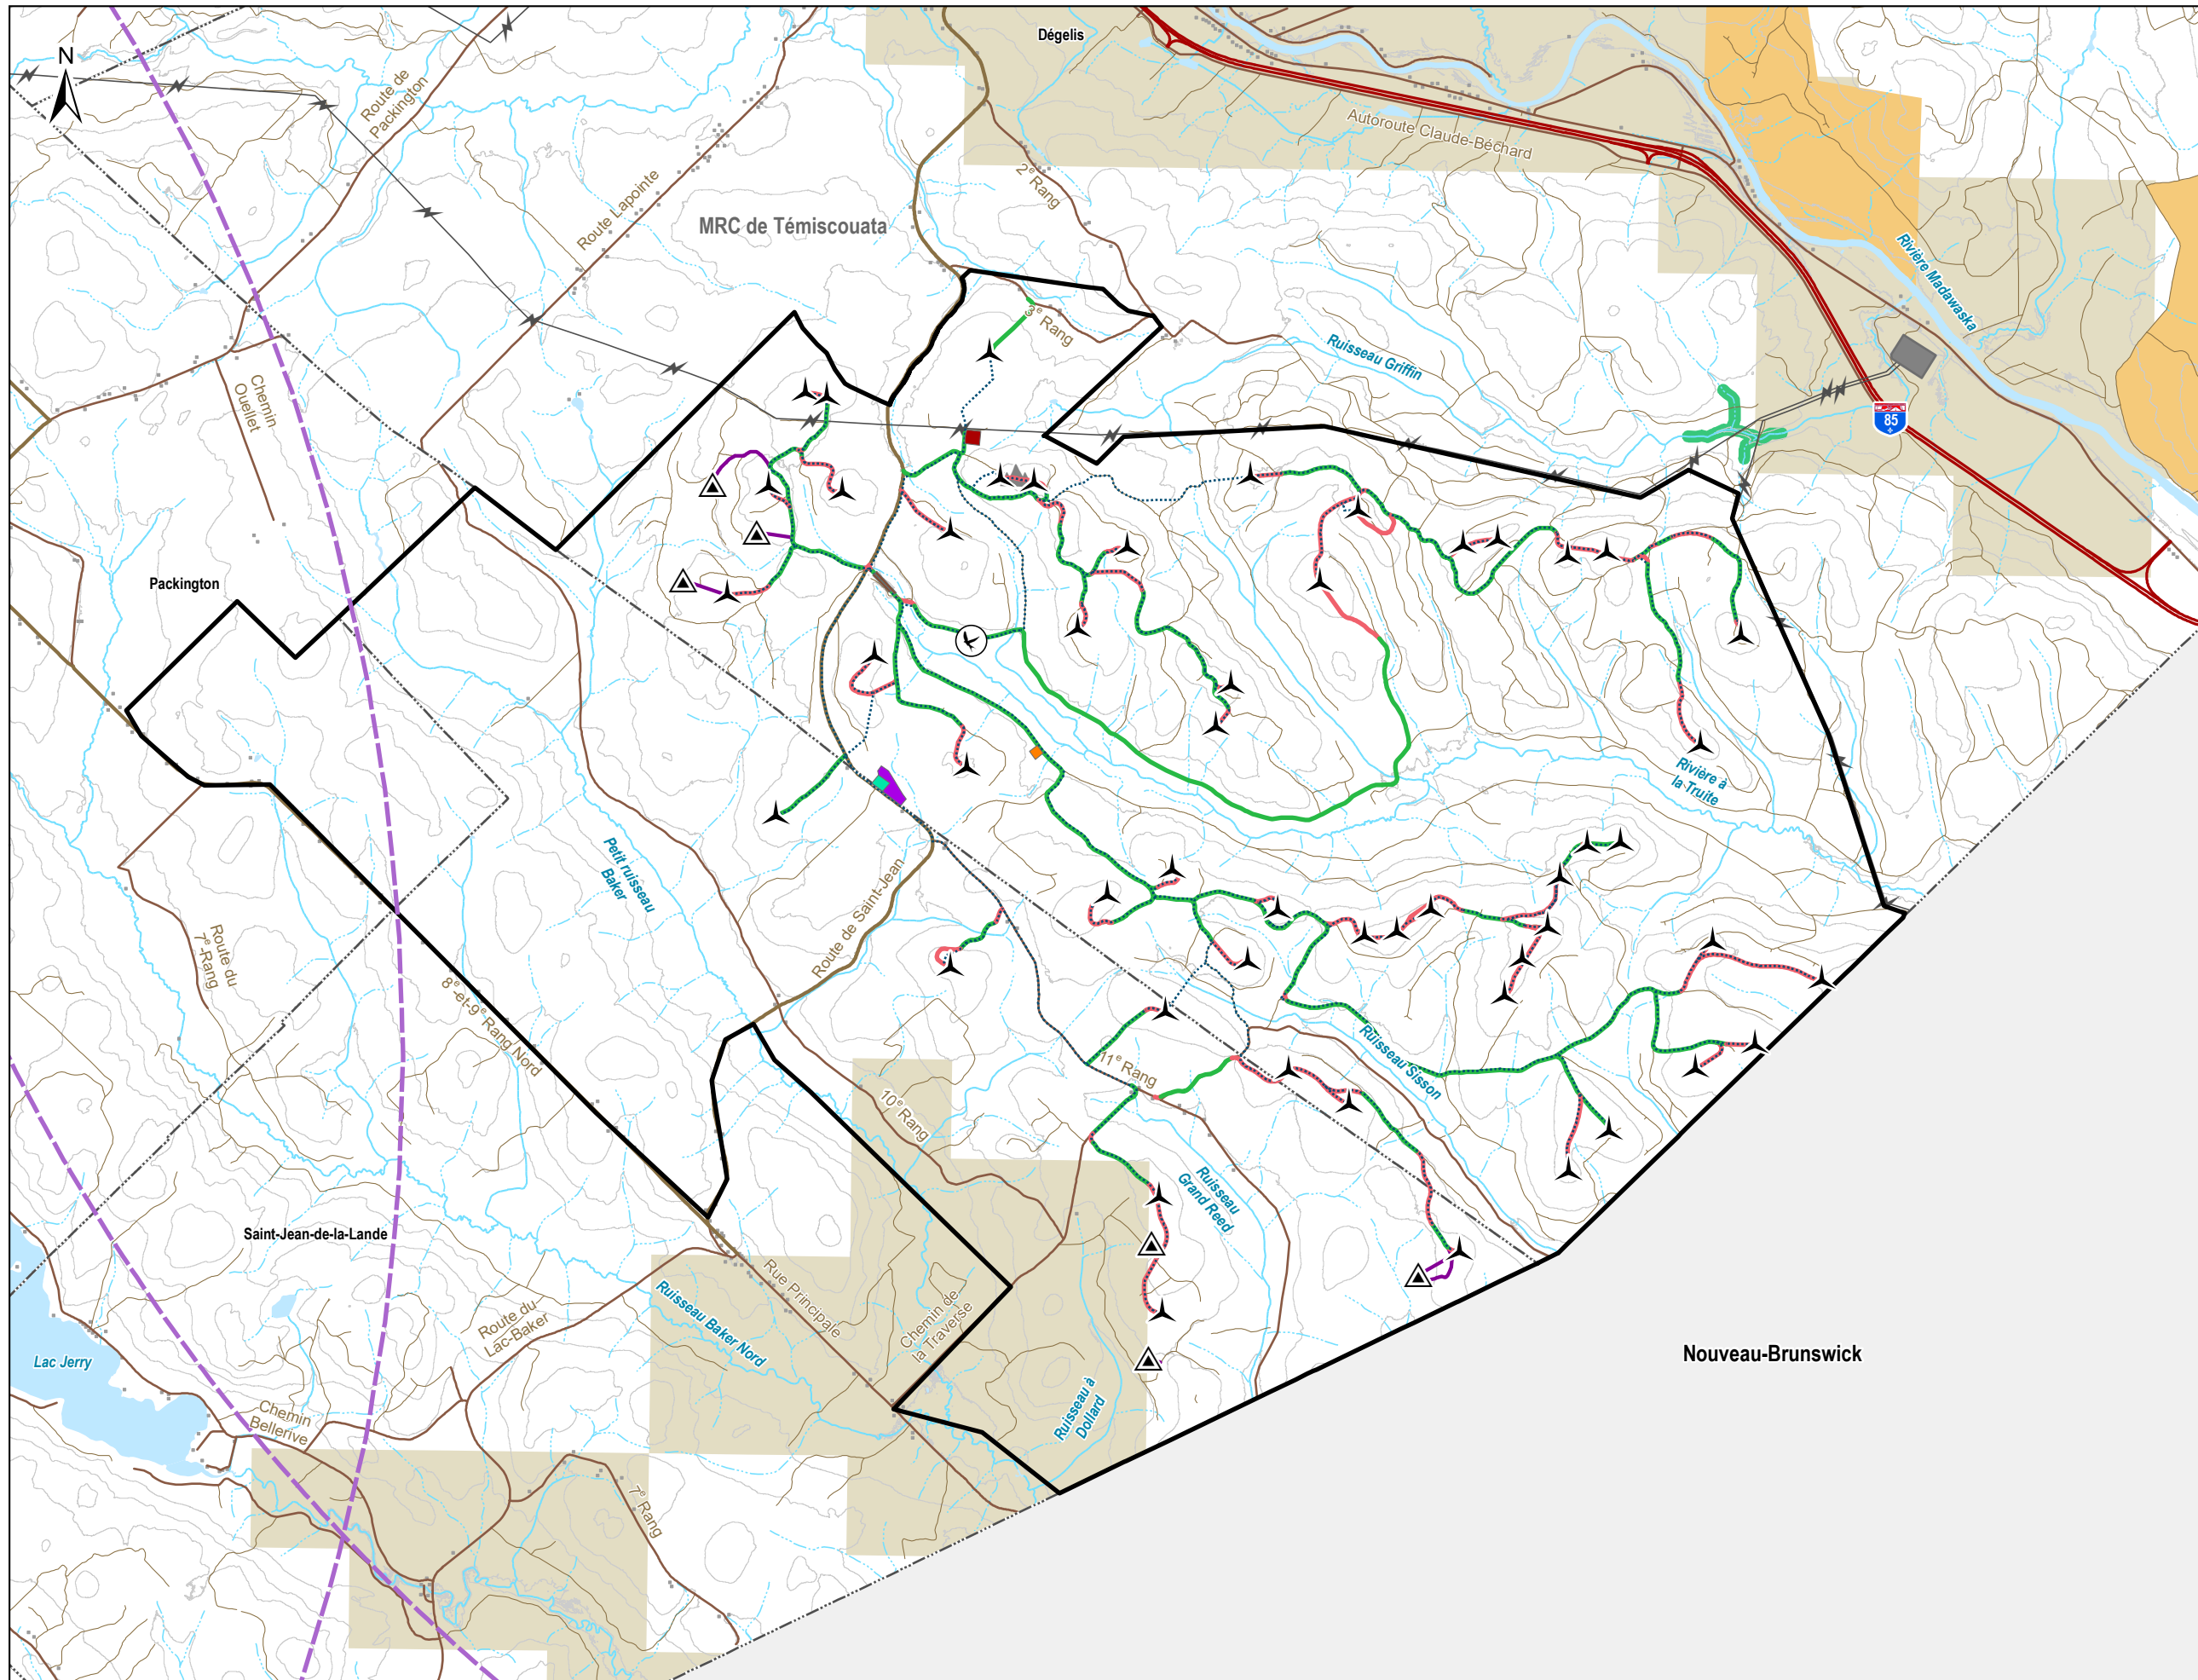 N
Dégelis
Route de
Packington
Autoroute Claude-Béchard
2e Rang
Route Lapointe
MRC de Témiscouata
Rivière Madawaska
3e Rang
Ruisseau Griffin
Chemin
Ouellet
85
Packington
Rivière à
la Truite
Petit ruisseau
Baker
Route de Saint-Jean
Route du
7e-Rang
8e-et-9e Rang Nord
Ruisseau Sisson
11e Rang
10e Rang
Ruisseau
Grand Reed
Saint-Jean-de-la-Lande
Rue Principale
Ruisseau Baker Nord
Chemin de
la Traverse
Route du
Lac-Baker
Lac Jerry
Nouveau-Brunswick
Chemin
Bellerive
Ruisseau à
Dollard
7e Rang